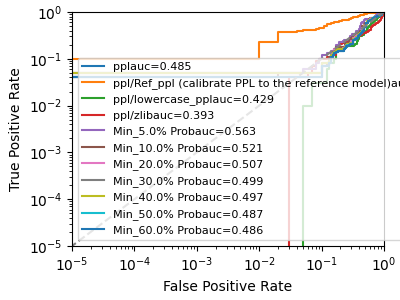 10^0
10^-1
10^-2
10^-3
10^-4
10^-5
True Positive Rate
pplauc=0.485
ppl/Ref_ppl (calibrate PPL to the reference model)au
ppl/lowercase_pplauc=0.429
ppl/zlibauc=0.393
Min_5.0% Probauc=0.563
Min_10.0% Probauc=0.521
Min_20.0% Probauc=0.507
Min_30.0% Probauc=0.499
Min_40.0% Probauc=0.497
Min_50.0% Probauc=0.487
Min_60.0% Probauc=0.486
10^-5 10^-4 10^-3 10^-2 10^-1 10^0
False Positive Rate